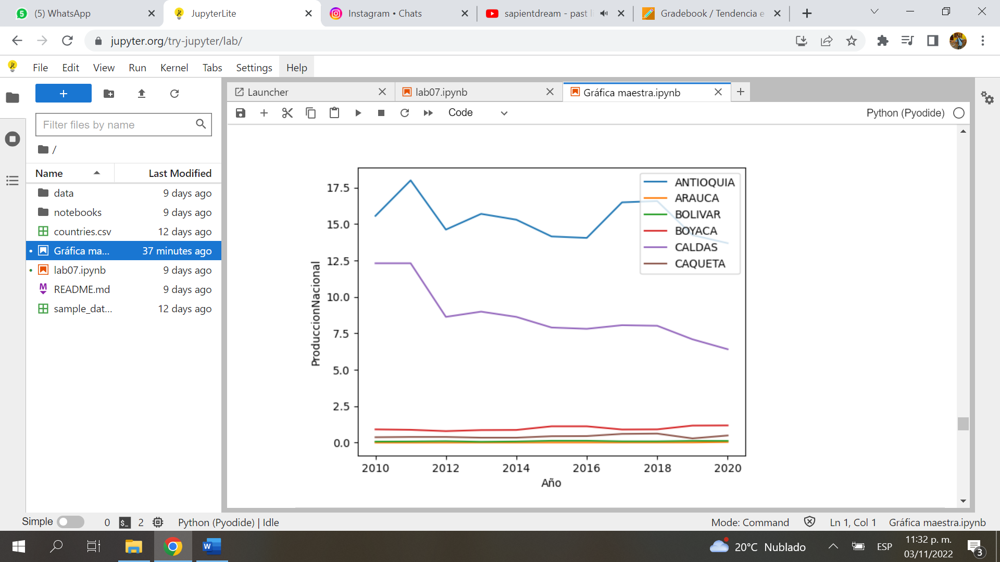 (5) WhatsApp
JupyterLite
Instagram • Chats
sapientdream - past l
Gradebook / Tendencia e
jupyter.org/try-jupyter/lab/
File Edit View Run Kernel Tabs Settings Help
Launcher
lab07.ipynb
Gráfica maestra.ipynb
Code
Python (Pyodide)
Filter files by name
/
Name Last Modified
data 9 days ago
notebooks 9 days ago
countries.csv 12 days ago
Gráfica ma... 37 minutes ago
lab07.ipynb 9 days ago
README.md 9 days ago
sample_dat... 12 days ago
ProduccionNacional
17.5
15.0
12.5
10.0
7.5
5.0
2.5
0.0
ANTIOQUIA
ARAUCA
BOLIVAR
BOYACA
CALDAS
CAQUETA
2010 2012 2014 2016 2018 2020
Año
Simple 0 $_ 2 Python (Pyodide) | Idle
Mode: Command Ln 1, Col 1 Gráfica maestra.ipynb
20°C Nublado
ESP
11:32 p. m.
03/11/2022
3